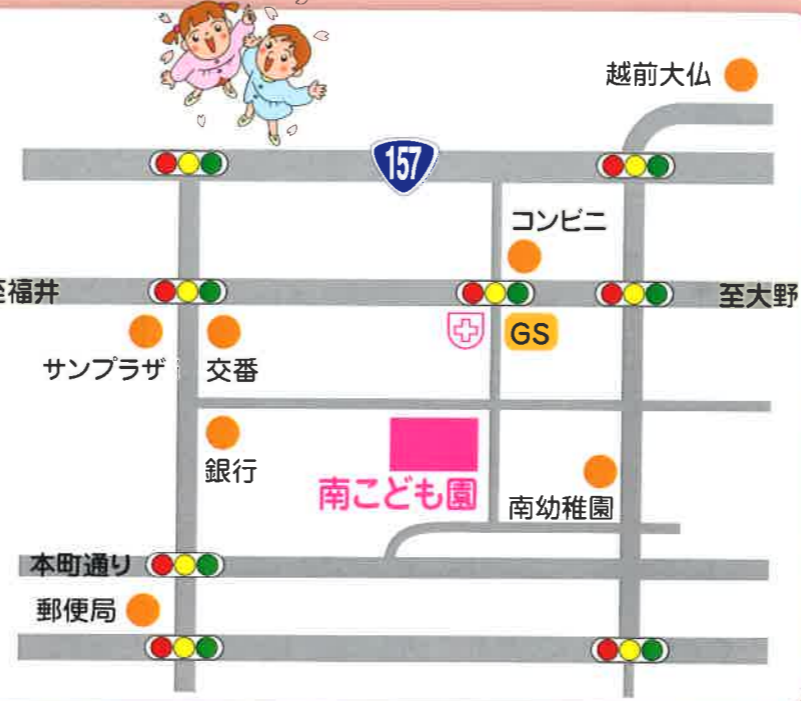 越前大仏
157
コンビニ
至福井
至大野
GS
サンプラザ
交番
銀行
南こども園
南幼稚園
本町通り
郵便局